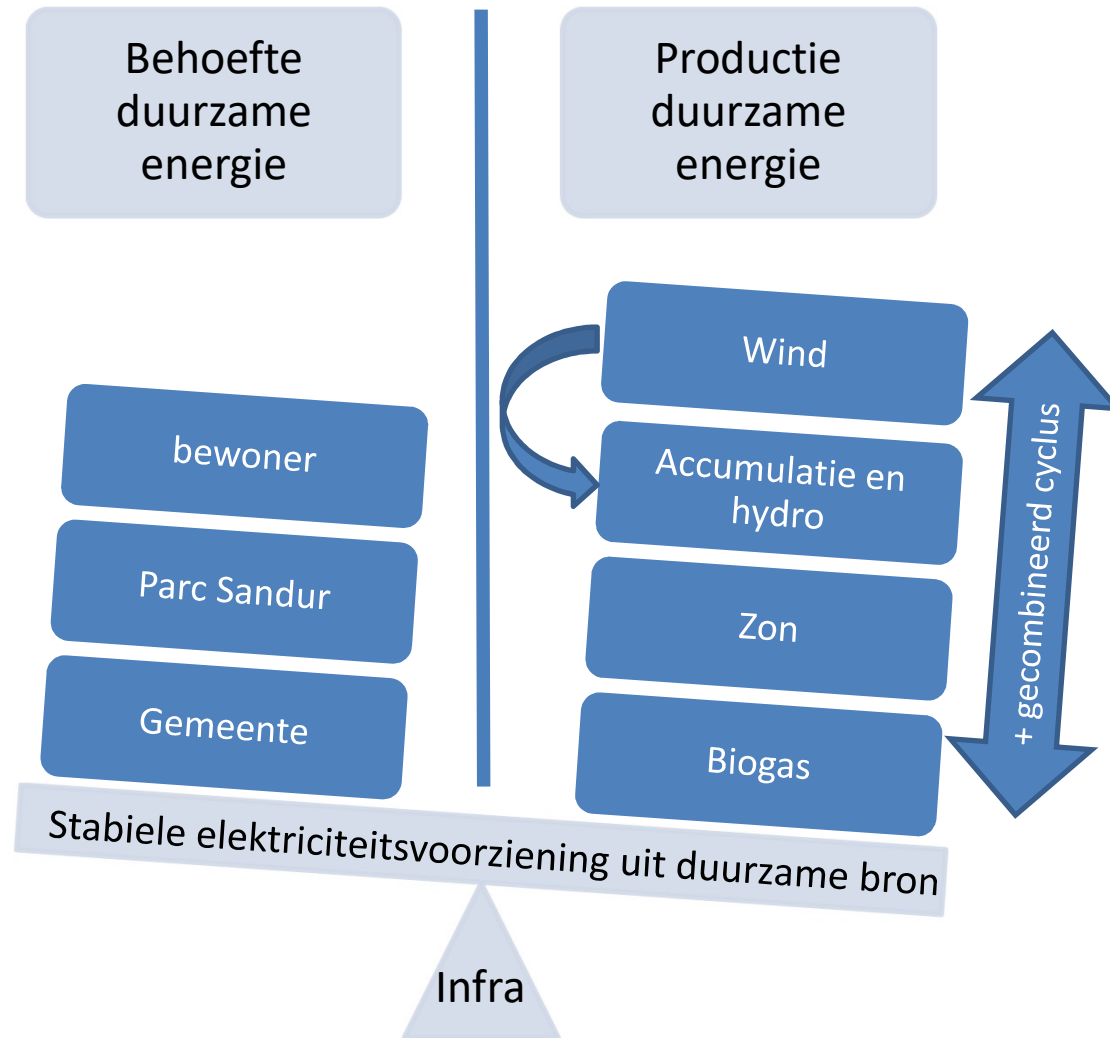 Behoefte
duurzame
energie
Productie
duurzame
energie
bewoner
Parc Sandur
Gemeente
Wind
Accumulatie en
hydro
Zon
Biogas
+ gecombineerd cyclus
Stabiele elektriciteitsvoorziening uit duurzame bron
Infra